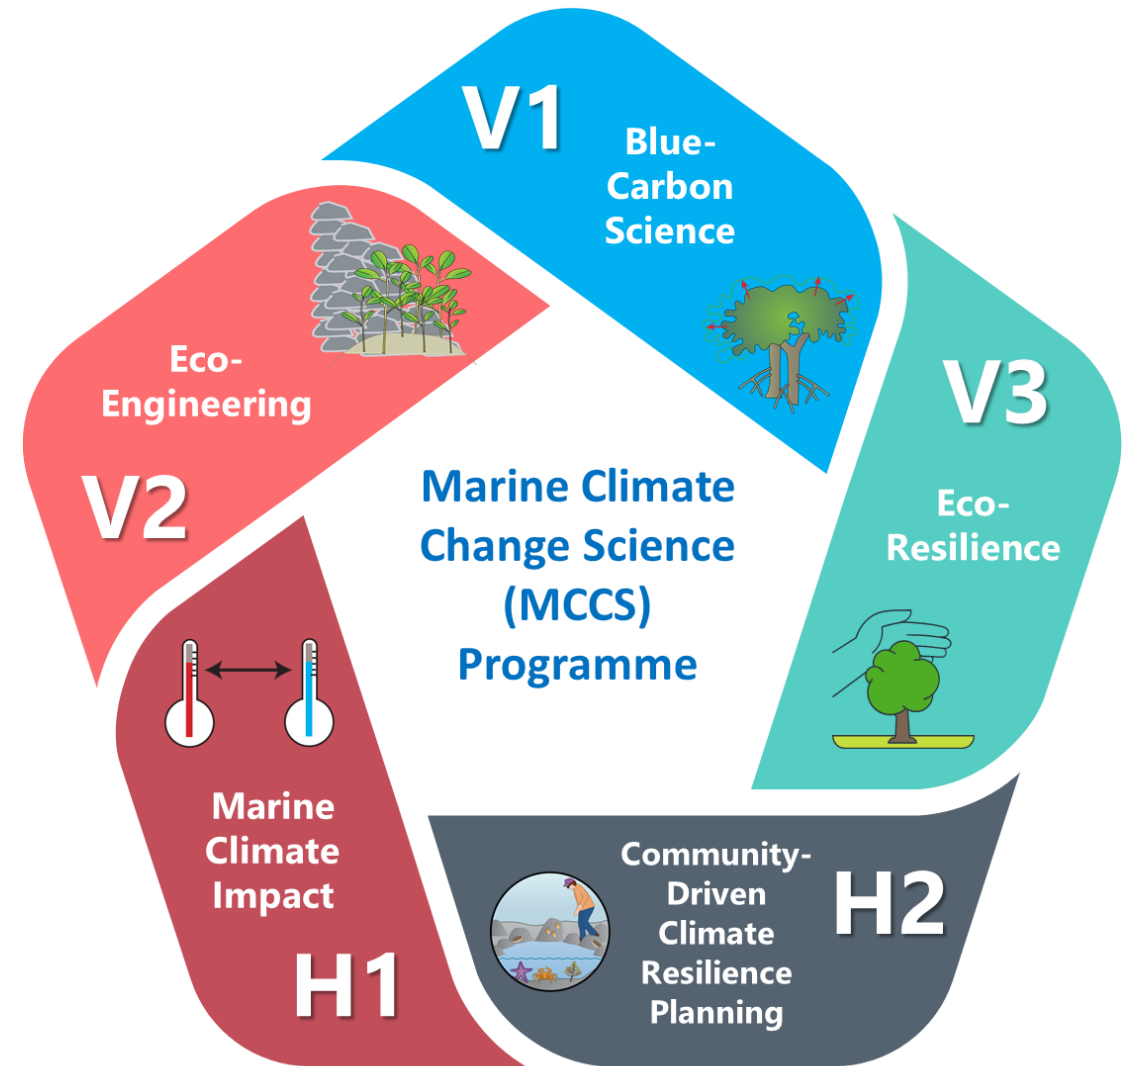 V1
Blue-
Carbon
Science
V3
Eco-
Resilience
Eco-
Engineering
V2
Marine Climate
Change Science
(MCCS)
Programme
Marine
Climate
Impact
H1
Community-
Driven
Climate
Resilience
Planning
H2